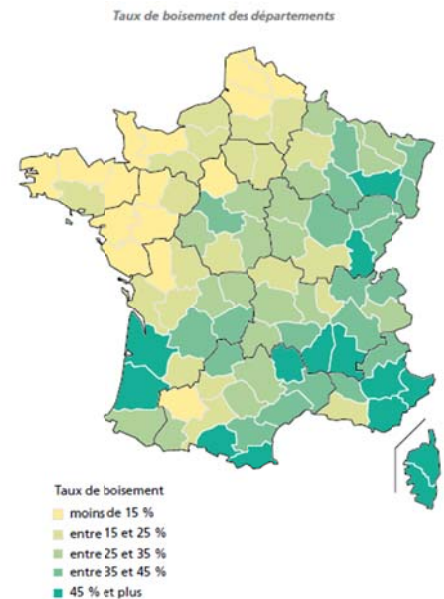 Taux de boisement des départements
Taux de boisement
moins de 15 %
entre 15 et 25 %
entre 25 et 35 %
entre 35 et 45 %
45 % et plus